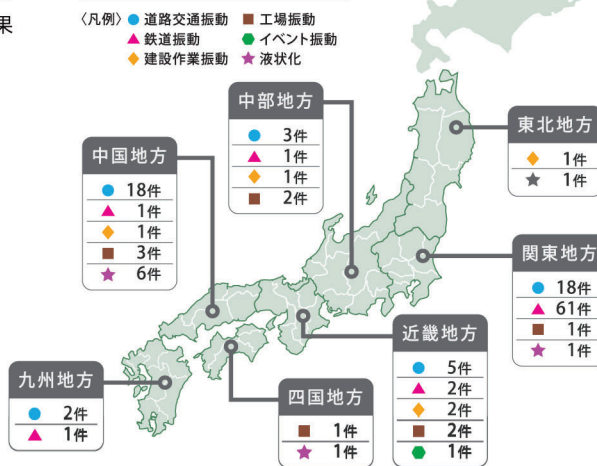 果
〈凡例〉 ● 道路交通振動 ■ 工場振動
▲ 鉄道振動 ⬢ イベント振動
◆ 建設作業振動 ★ 液状化
中部地方
● 3件
▲ 1件
◆ 1件
■ 2件
東北地方
◆ 1件
★ 1件
中国地方
● 18件
▲ 1件
◆ 1件
■ 3件
★ 6件
関東地方
● 18件
▲ 61件
■ 1件
★ 1件
近畿地方
● 5件
▲ 2件
◆ 2件
■ 2件
⬢ 1件
九州地方
● 2件
▲ 1件
四国地方
■ 1件
★ 1件